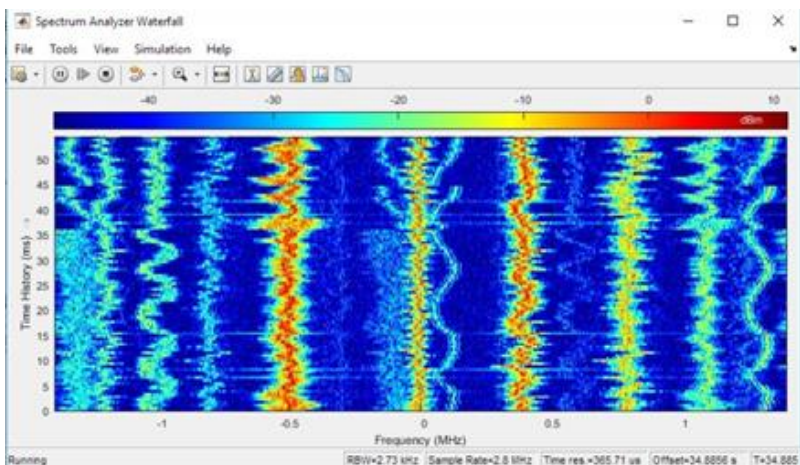 Spectrum Analyzer Waterfall
File Tools View Simulation Help
-40 -30 -20 -10 0 10
dBm
50
45
40
35
30
25
20
15
10
5
0
Time History (ms)
-1 -0.5 0 0.5 1
Frequency (MHz)
Running RBW=2.73 kHz Sample Rate=2.8 MHz Time res.=365.71 us Offset=34.8856 s T=34.885